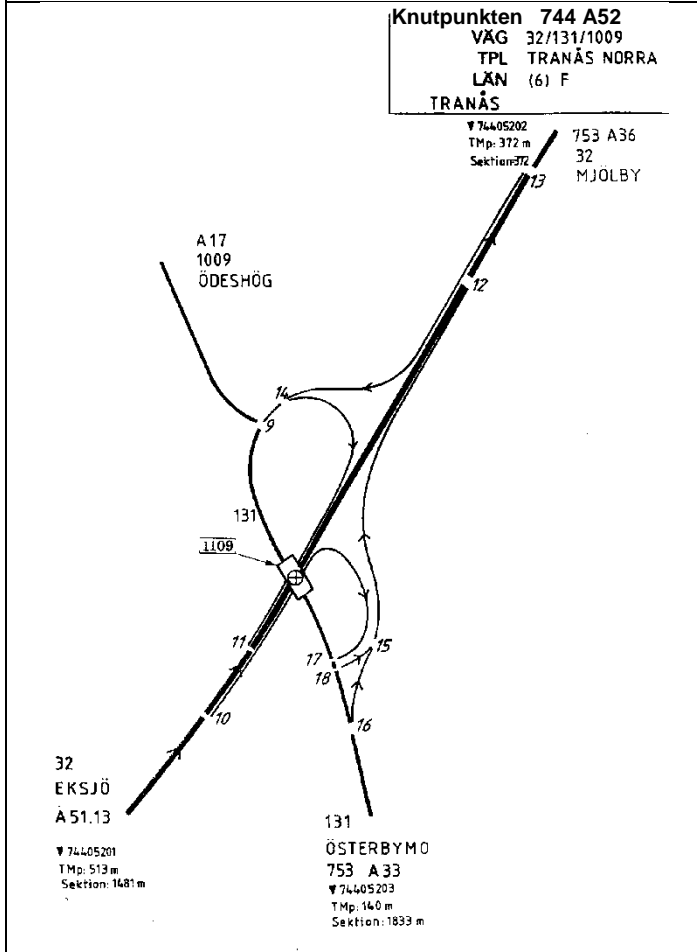 Knutpunkten 744 A52
VÄG 32/131/1009
TPL TRANÅS NORRA
LÄN (6) F
TRANÅS
▼ 74405202
TMp: 372 m
Sektion:372
753 A36
32
MJÖLBY
13
A17
1009
ÖDESHÖG
12
14
9
131
1109
11
15
17
18
10
16
32
EKSJÖ
A 51.13
▼ 74405201
TMp: 513 m
Sektion: 1481 m
131
ÖSTERBYMO
753 A33
▼ 74405203
TMp: 140 m
Sektion: 1833 m